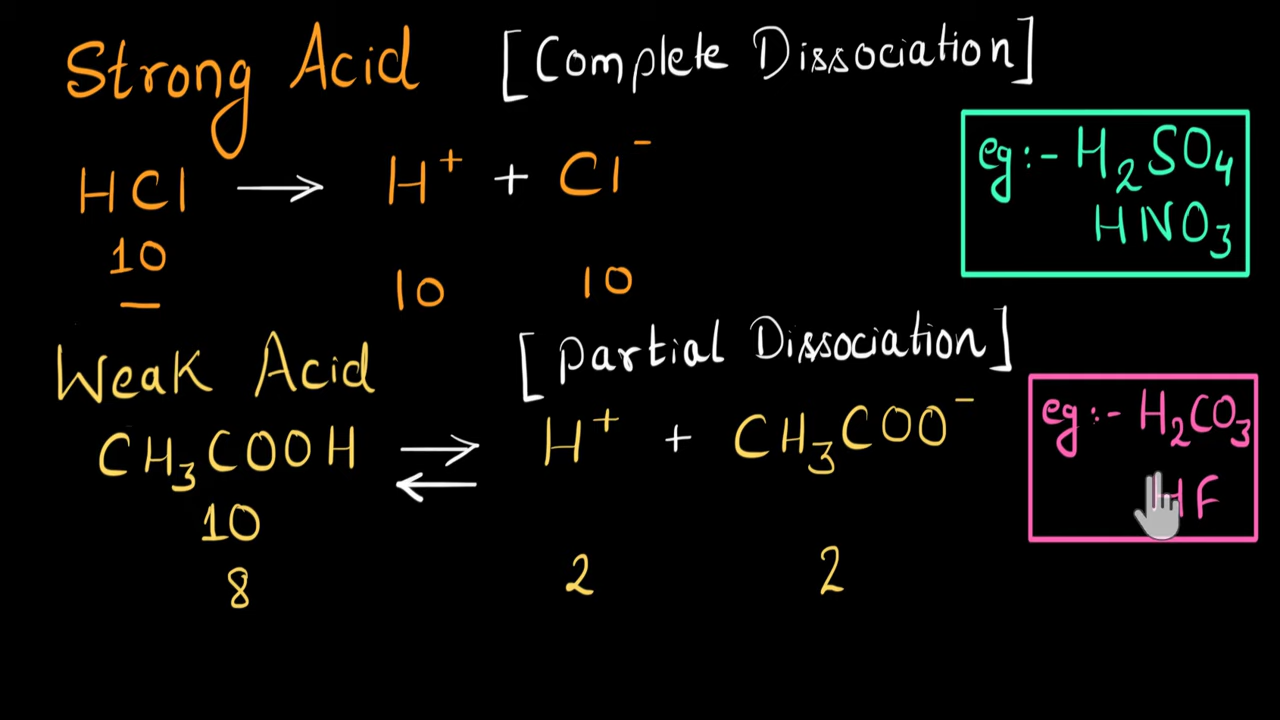 Strong Acid [Complete Dissociation]
HCl → H⁺ + Cl⁻
10 10 10
eg:- H₂SO₄
HNO₃
Weak Acid [Partial Dissociation]
CH₃COOH ⇌ H⁺ + CH₃COO⁻
10
8 2 2
eg:- H₂CO₃
HF